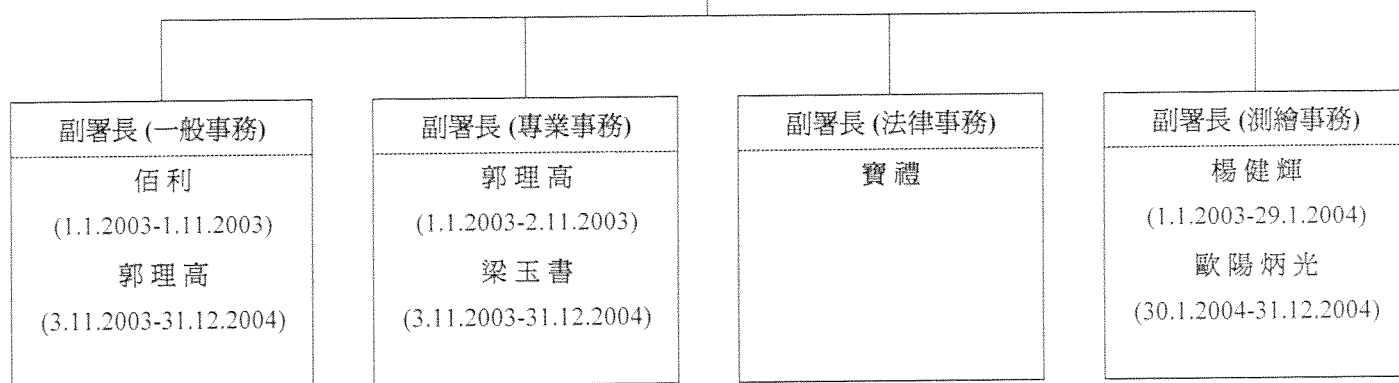 副署長 (一般事務)
佰利
(1.1.2003-1.11.2003)
郭理高
(3.11.2003-31.12.2004)
副署長 (專業事務)
郭理高
(1.1.2003-2.11.2003)
梁玉書
(3.11.2003-31.12.2004)
副署長 (法律事務)
寶禮
副署長 (測繪事務)
楊健輝
(1.1.2003-29.1.2004)
歐陽炳光
(30.1.2004-31.12.2004)